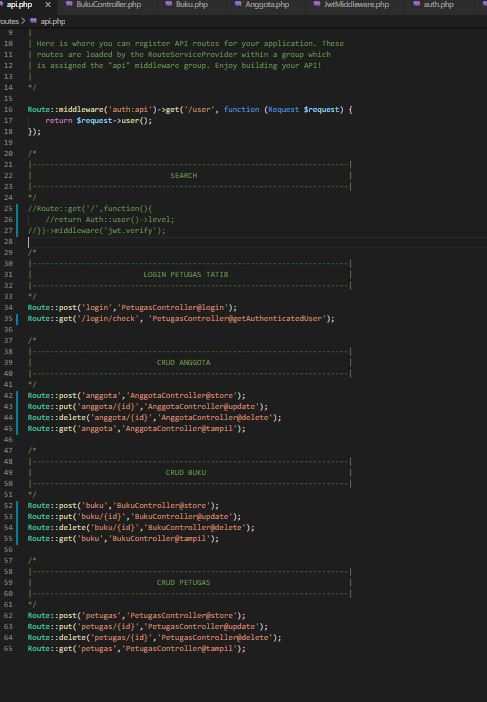 api.php × BukuController.php Buku.php Anggota.php JwtMiddleware.php auth.php
routes > api.php
9 |
10 | Here is where you can register API routes for your application. These
11 | routes are loaded by the RouteServiceProvider within a group which
12 | is assigned the "api" middleware group. Enjoy building your API!
13 |
14 */
15
16 Route::middleware('auth:api')->get('/user', function (Request $request) {
17 return $request->user();
18 });
19
20 /*
21 |-----------------------------------------------------------------------|
22 | SEARCH |
23 |-----------------------------------------------------------------------|
24 */
25 //Route::get('/',function(){
26 //return Auth::user()->level;
27 //})->middleware('jwt.verify');
28
29 /*
30 |-----------------------------------------------------------------------|
31 | LOGIN PETUGAS TATIB |
32 |-----------------------------------------------------------------------|
33 */
34 Route::post('login','PetugasController@login');
35 Route::get('/login/check', 'PetugasController@getAuthenticatedUser');
36
37 /*
38 |-----------------------------------------------------------------------|
39 | CRUD ANGGOTA |
40 |-----------------------------------------------------------------------|
41 */
42 Route::post('anggota','AnggotaController@store');
43 Route::put('anggota/{id}','AnggotaController@update');
44 Route::delete('anggota/{id}','AnggotaController@delete');
45 Route::get('anggota','AnggotaController@tampil');
46
47 /*
48 |-----------------------------------------------------------------------|
49 | CRUD BUKU |
50 |-----------------------------------------------------------------------|
51 */
52 Route::post('buku','BukuController@store');
53 Route::put('buku/{id}','BukuController@update');
54 Route::delete('buku/{id}','BukuController@delete');
55 Route::get('buku','BukuController@tampil');
56
57 /*
58 |-----------------------------------------------------------------------|
59 | CRUD PETUGAS |
60 |-----------------------------------------------------------------------|
61 */
62 Route::post('petugas','PetugasController@store');
63 Route::put('petugas/{id}','PetugasController@update');
64 Route::delete('petugas/{id}','PetugasController@delete');
65 Route::get('petugas','PetugasController@tampil');